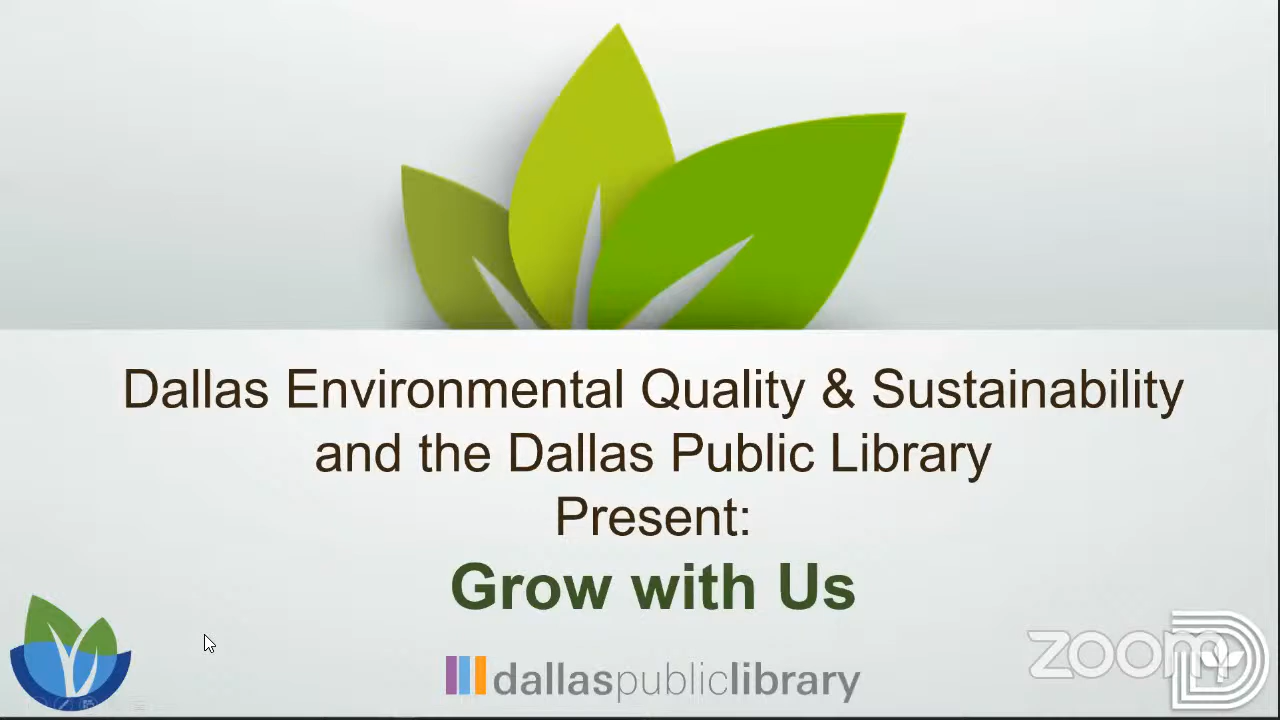 Dallas Environmental Quality & Sustainability
and the Dallas Public Library
Present:
Grow with Us
dallaspubliclibrary
zoom
D